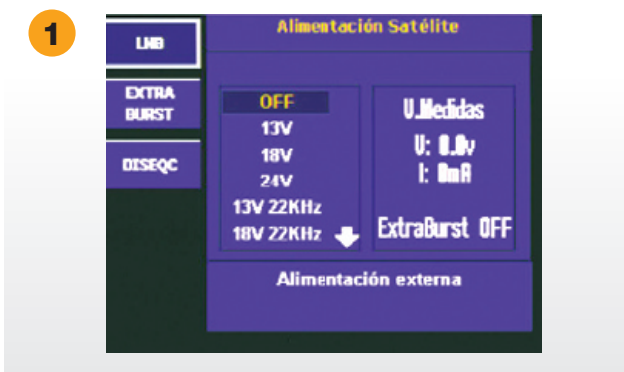 1
LNB
EXTRA
BURST
DISEQC
Alimentación Satélite
OFF
13V
18V
24V
13V 22KHz
18V 22KHz
V.Medidas
V: 0.0v
I: 0mA
ExtraBurst OFF
Alimentación externa